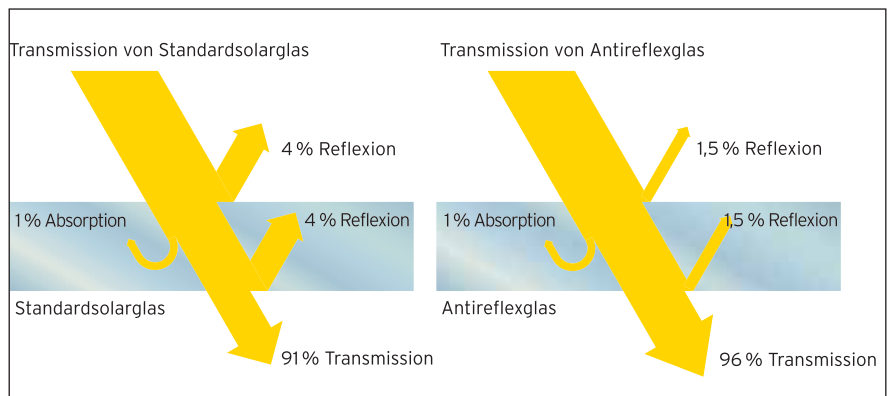 Transmission von Standardsolarglas
4 % Reflexion
1 % Absorption
4 % Reflexion
Standardsolarglas
91 % Transmission
Transmission von Antireflexglas
1,5 % Reflexion
1 % Absorption
1,5 % Reflexion
Antireflexglas
96 % Transmission